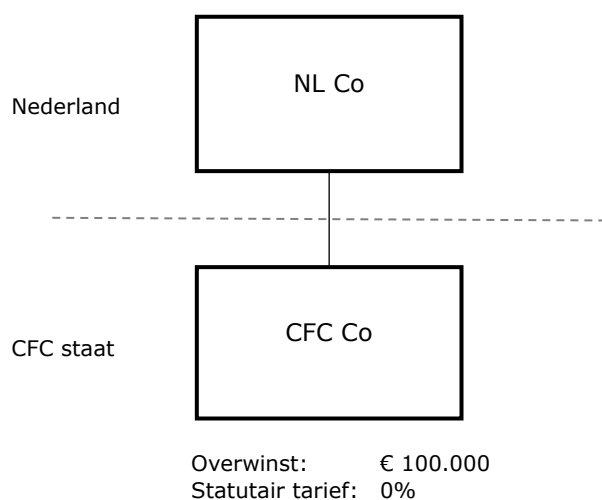 NL Co
Nederland
CFC Co
CFC staat
Overwinst: € 100.000
Statutair tarief: 0%